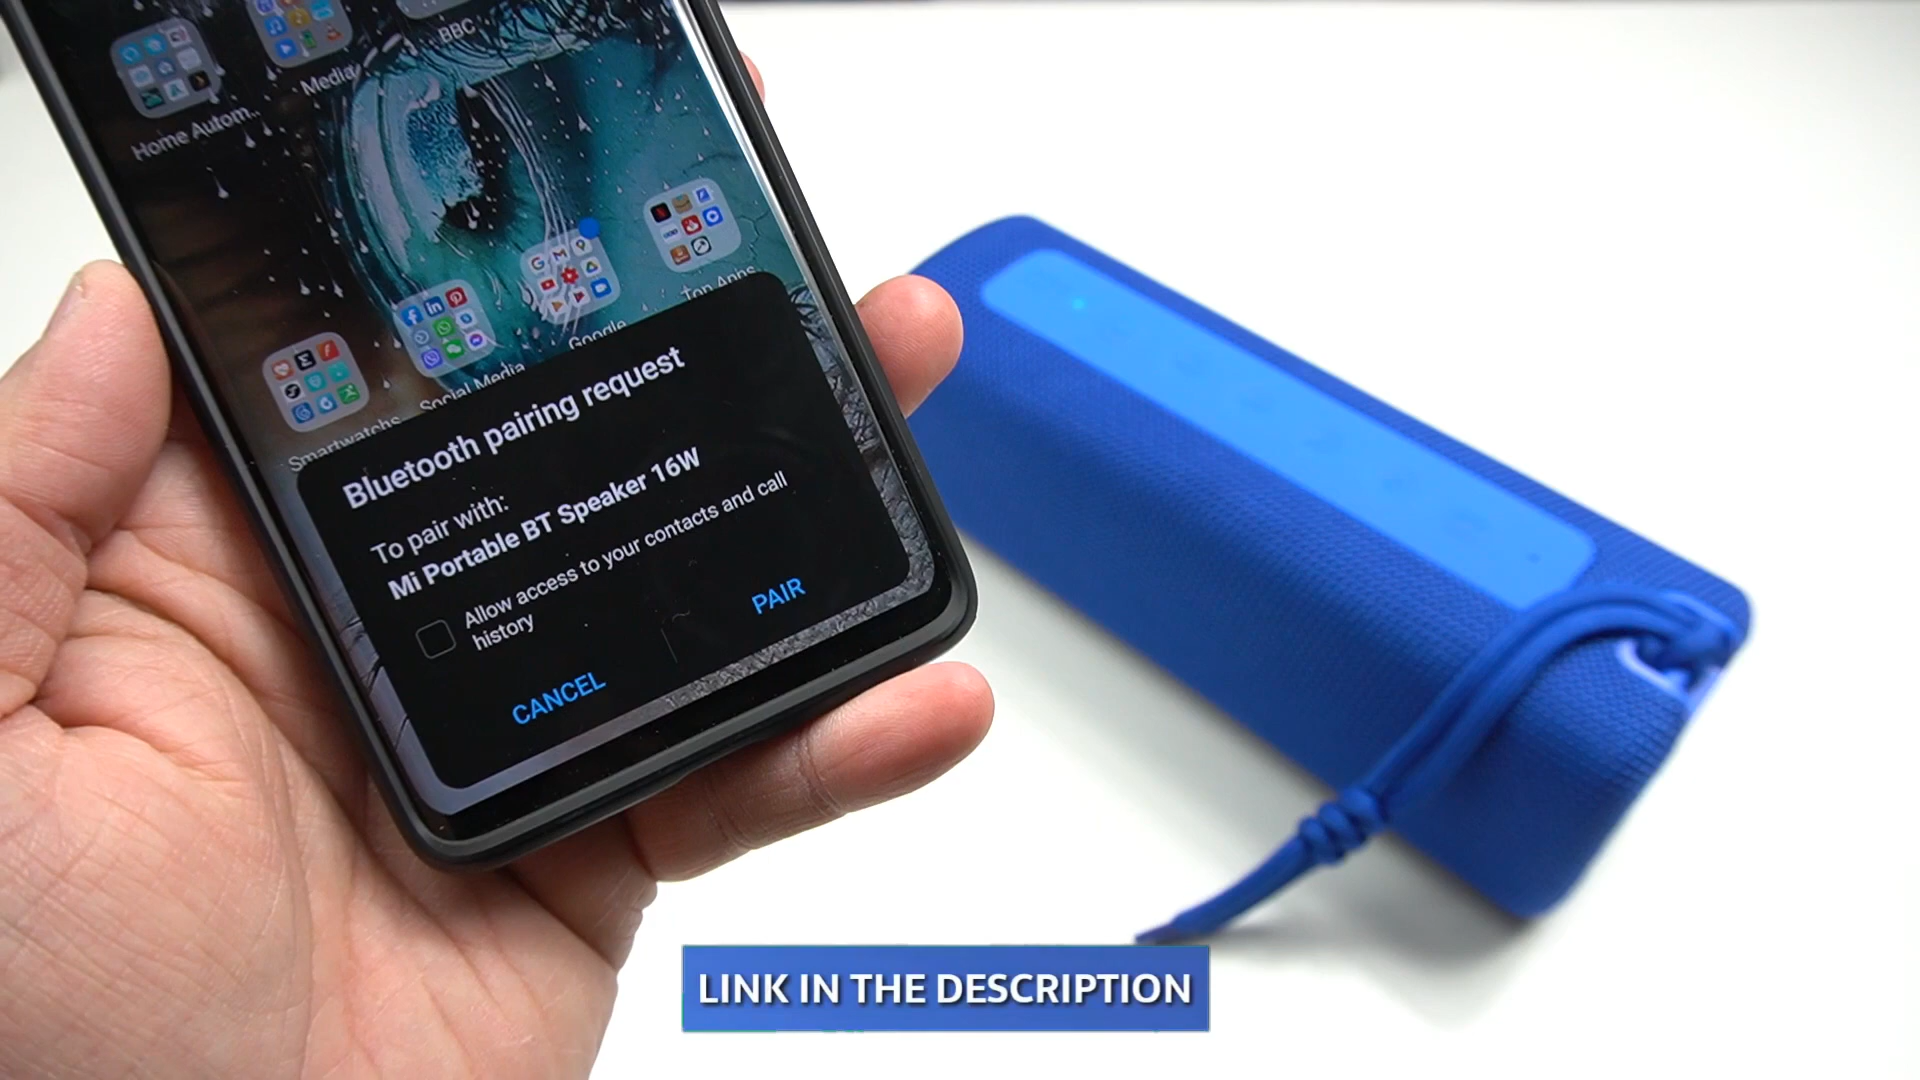 BBC
Media
Home Autom..
Top Apps
Google
Social Media
Smartwatchs
Bluetooth pairing request
To pair with:
Mi Portable BT Speaker 16W
Allow access to your contacts and call
history
CANCEL
PAIR
LINK IN THE DESCRIPTION